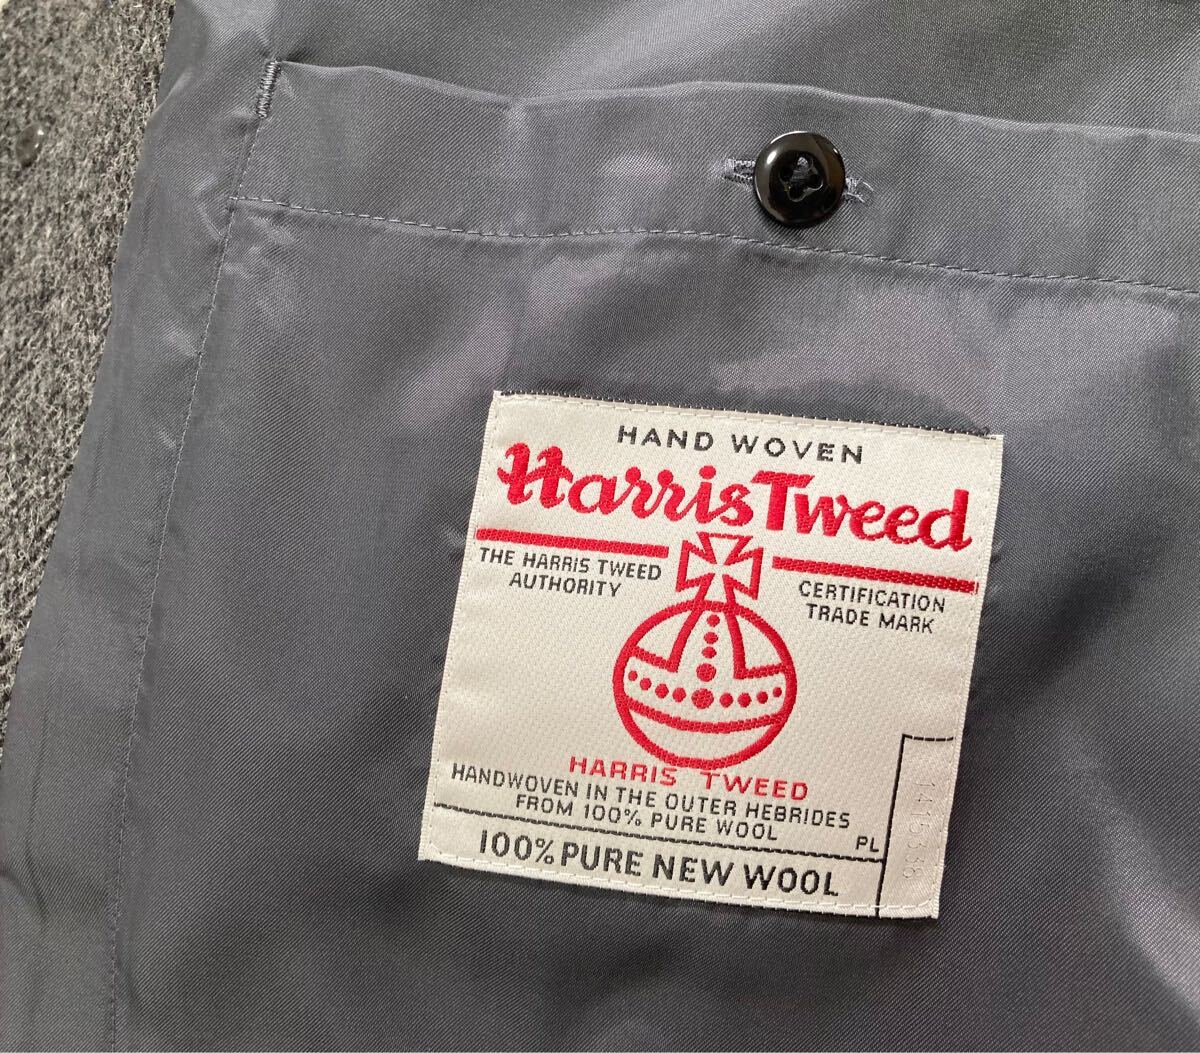 HAND WOVEN
Harris Tweed
THE HARRIS TWEED
AUTHORITY
CERTIFICATION
TRADE MARK
HARRIS TWEED
HANDWOVEN IN THE OUTER HEBRIDES
FROM 100% PURE WOOL
PL
100% PURE NEW WOOL
1415338